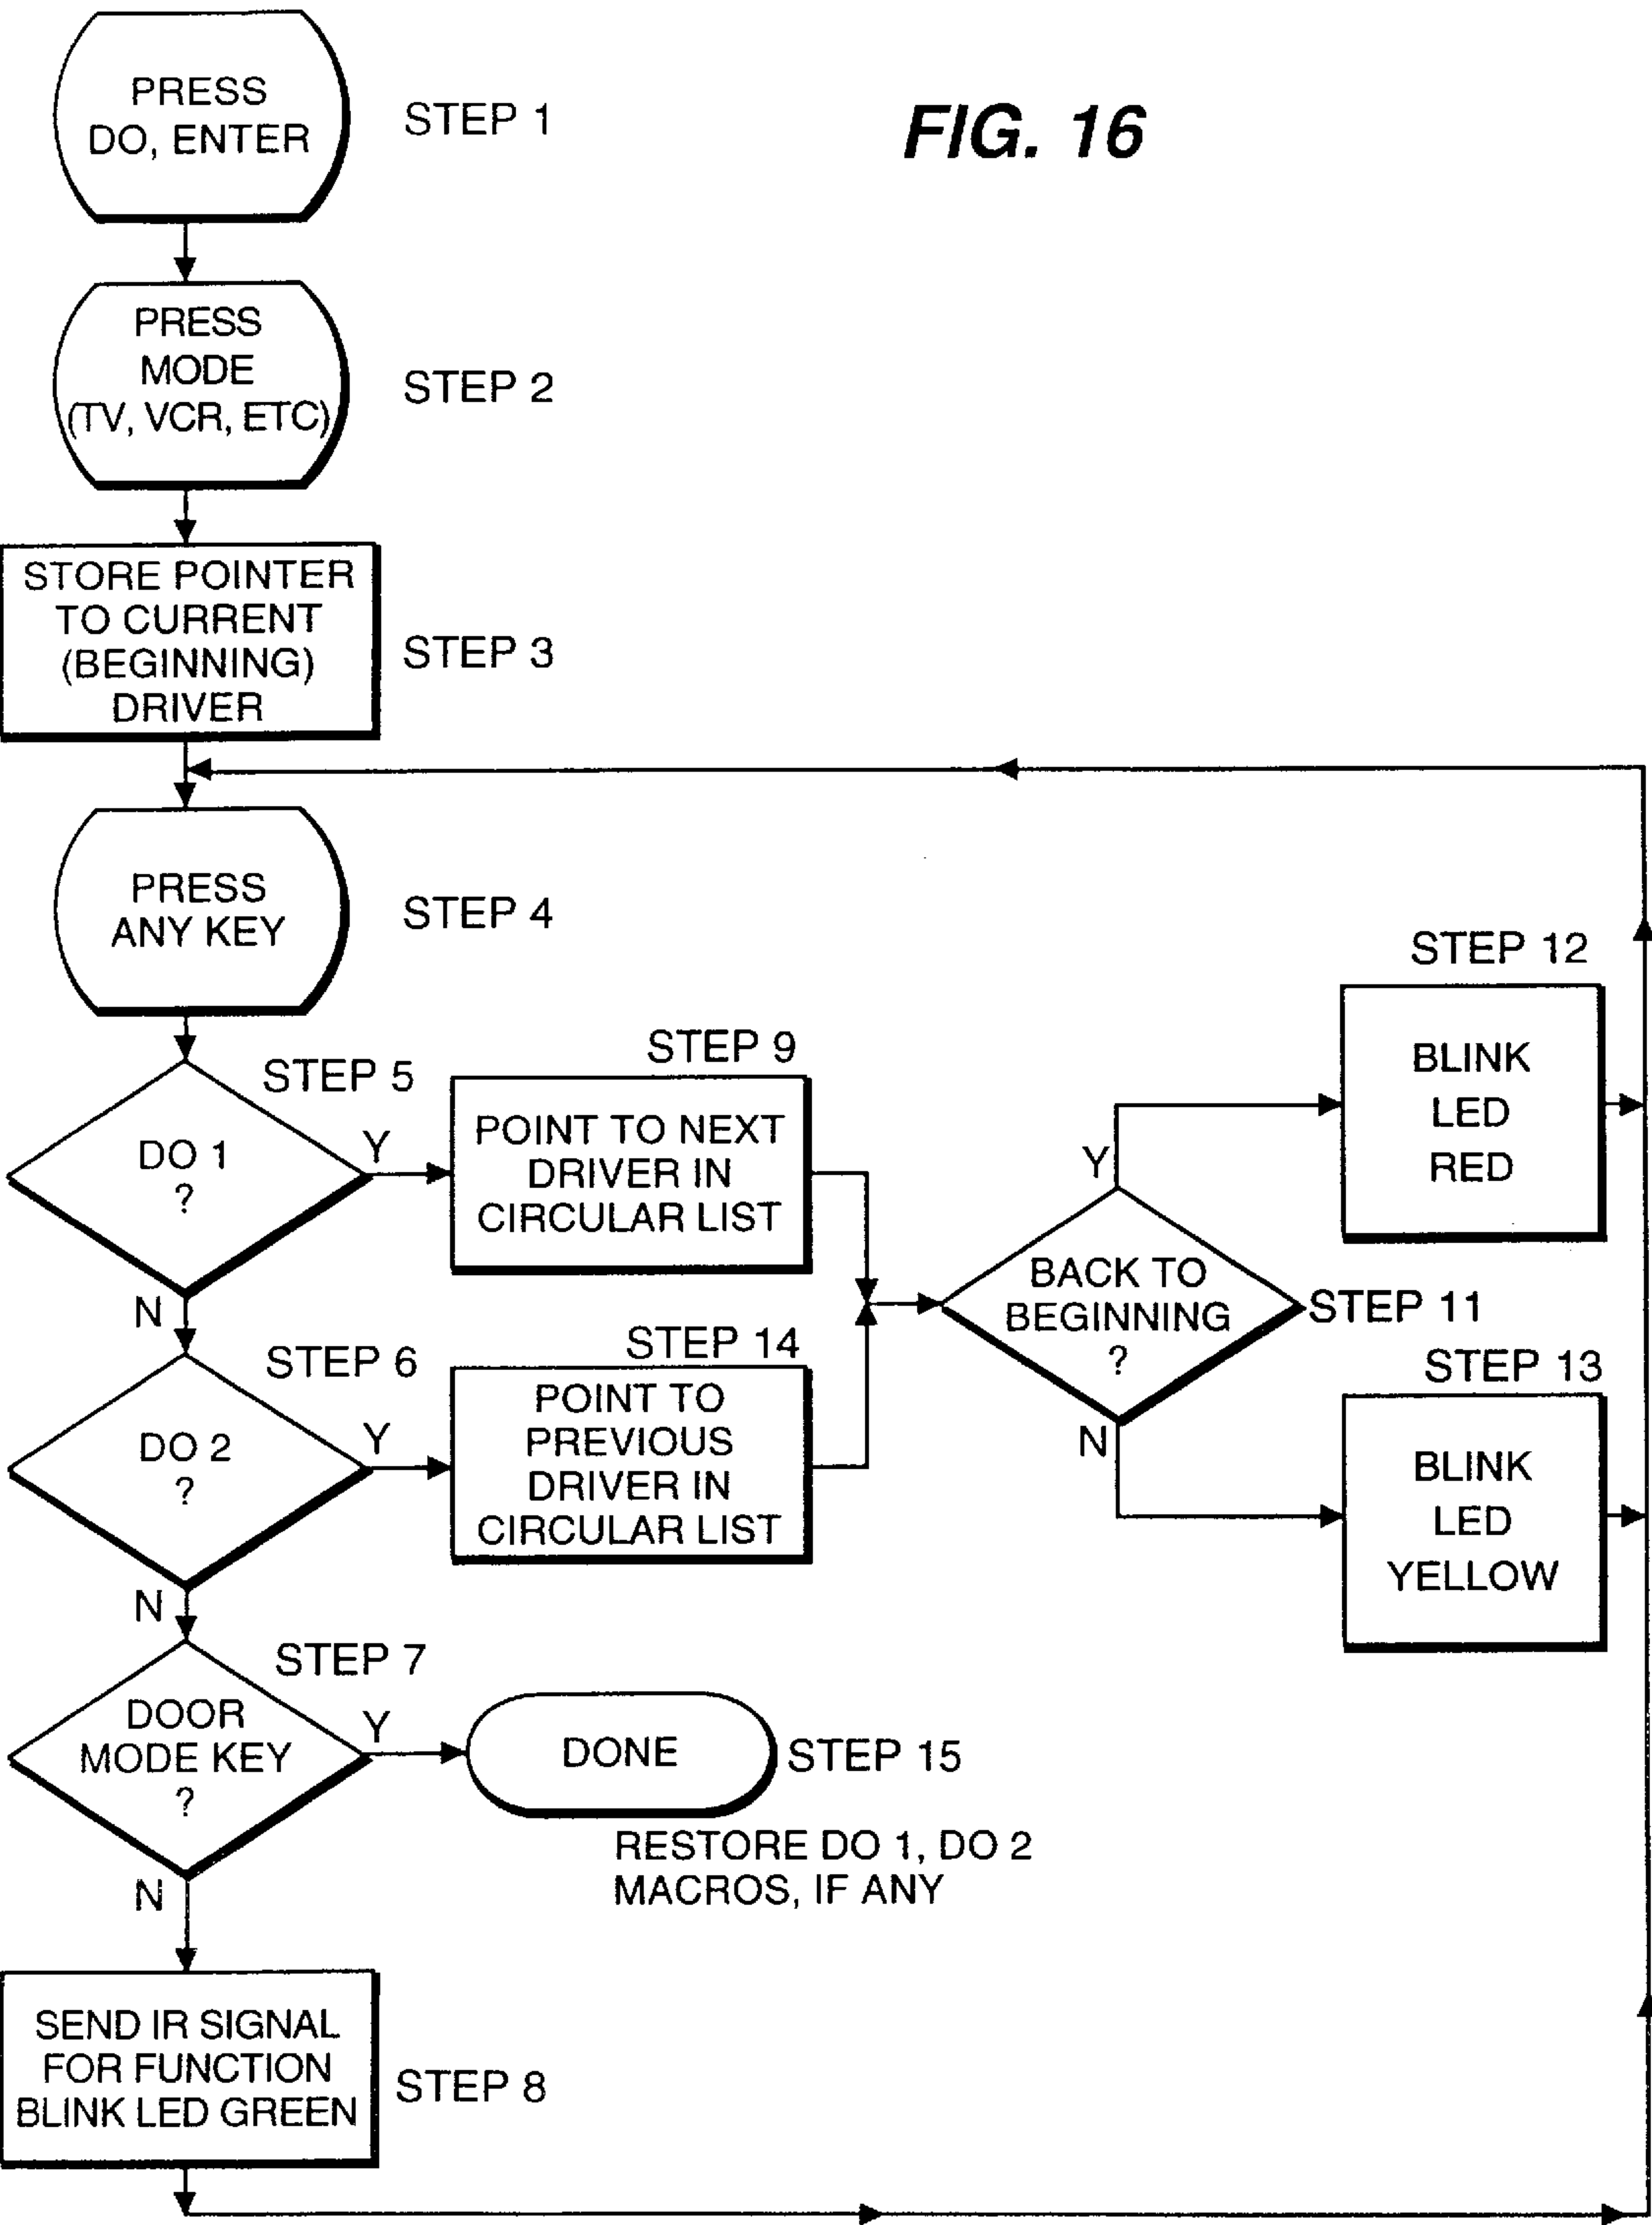 FIG. 16
PRESS
DO, ENTER
STEP 1
PRESS
MODE
(TV, VCR, ETC)
STEP 2
STORE POINTER
TO CURRENT
(BEGINNING)
DRIVER
STEP 3
PRESS
ANY KEY
STEP 4
STEP 5
DO 1
?
Y
N
STEP 9
POINT TO NEXT
DRIVER IN
CIRCULAR LIST
STEP 6
DO 2
?
Y
N
STEP 14
POINT TO
PREVIOUS
DRIVER IN
CIRCULAR LIST
BACK TO
BEGINNING
?
STEP 11
Y
N
STEP 12
BLINK
LED
RED
STEP 13
BLINK
LED
YELLOW
STEP 7
DOOR
MODE KEY
?
Y
N
DONE
STEP 15
RESTORE DO 1, DO 2
MACROS, IF ANY
SEND IR SIGNAL
FOR FUNCTION
BLINK LED GREEN
STEP 8